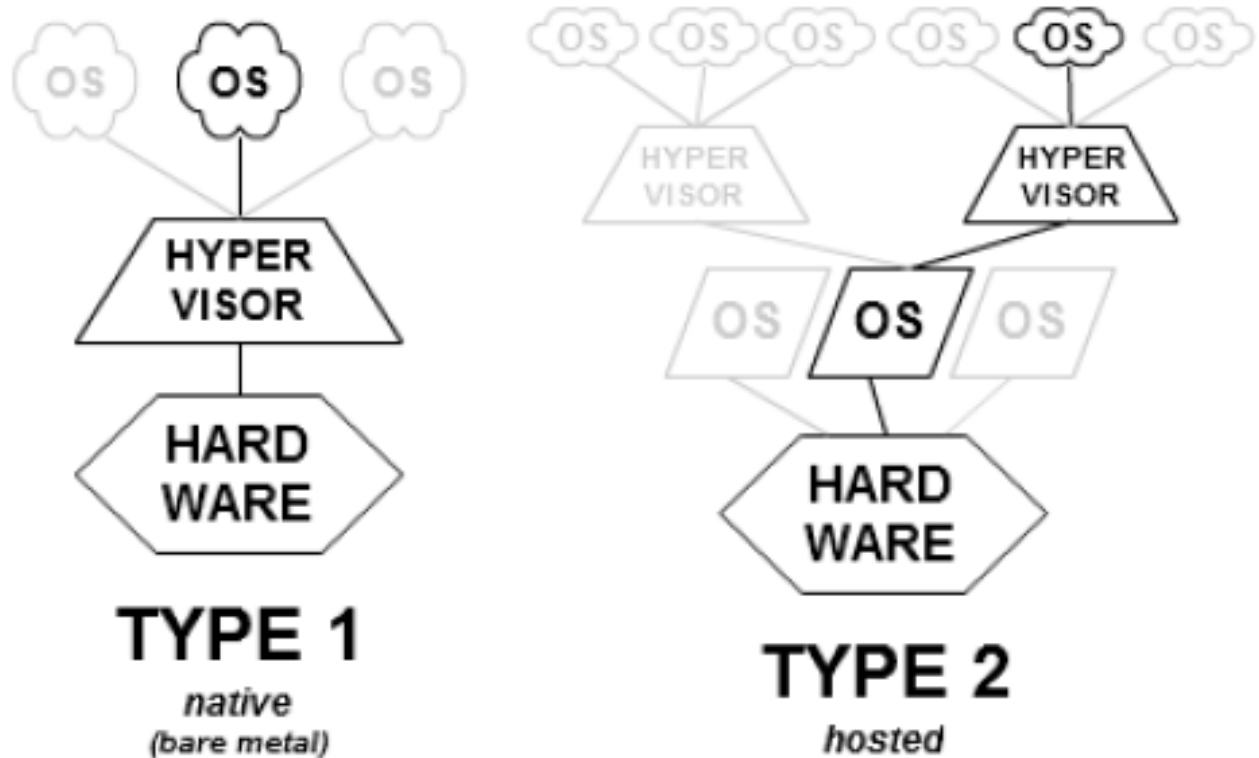 OS
OS
OS
HYPER
VISOR
HARD
WARE
TYPE 1
native
(bare metal)
OS
OS
OS
OS
OS
OS
HYPER
VISOR
HYPER
VISOR
OS
OS
OS
HARD
WARE
TYPE 2
hosted